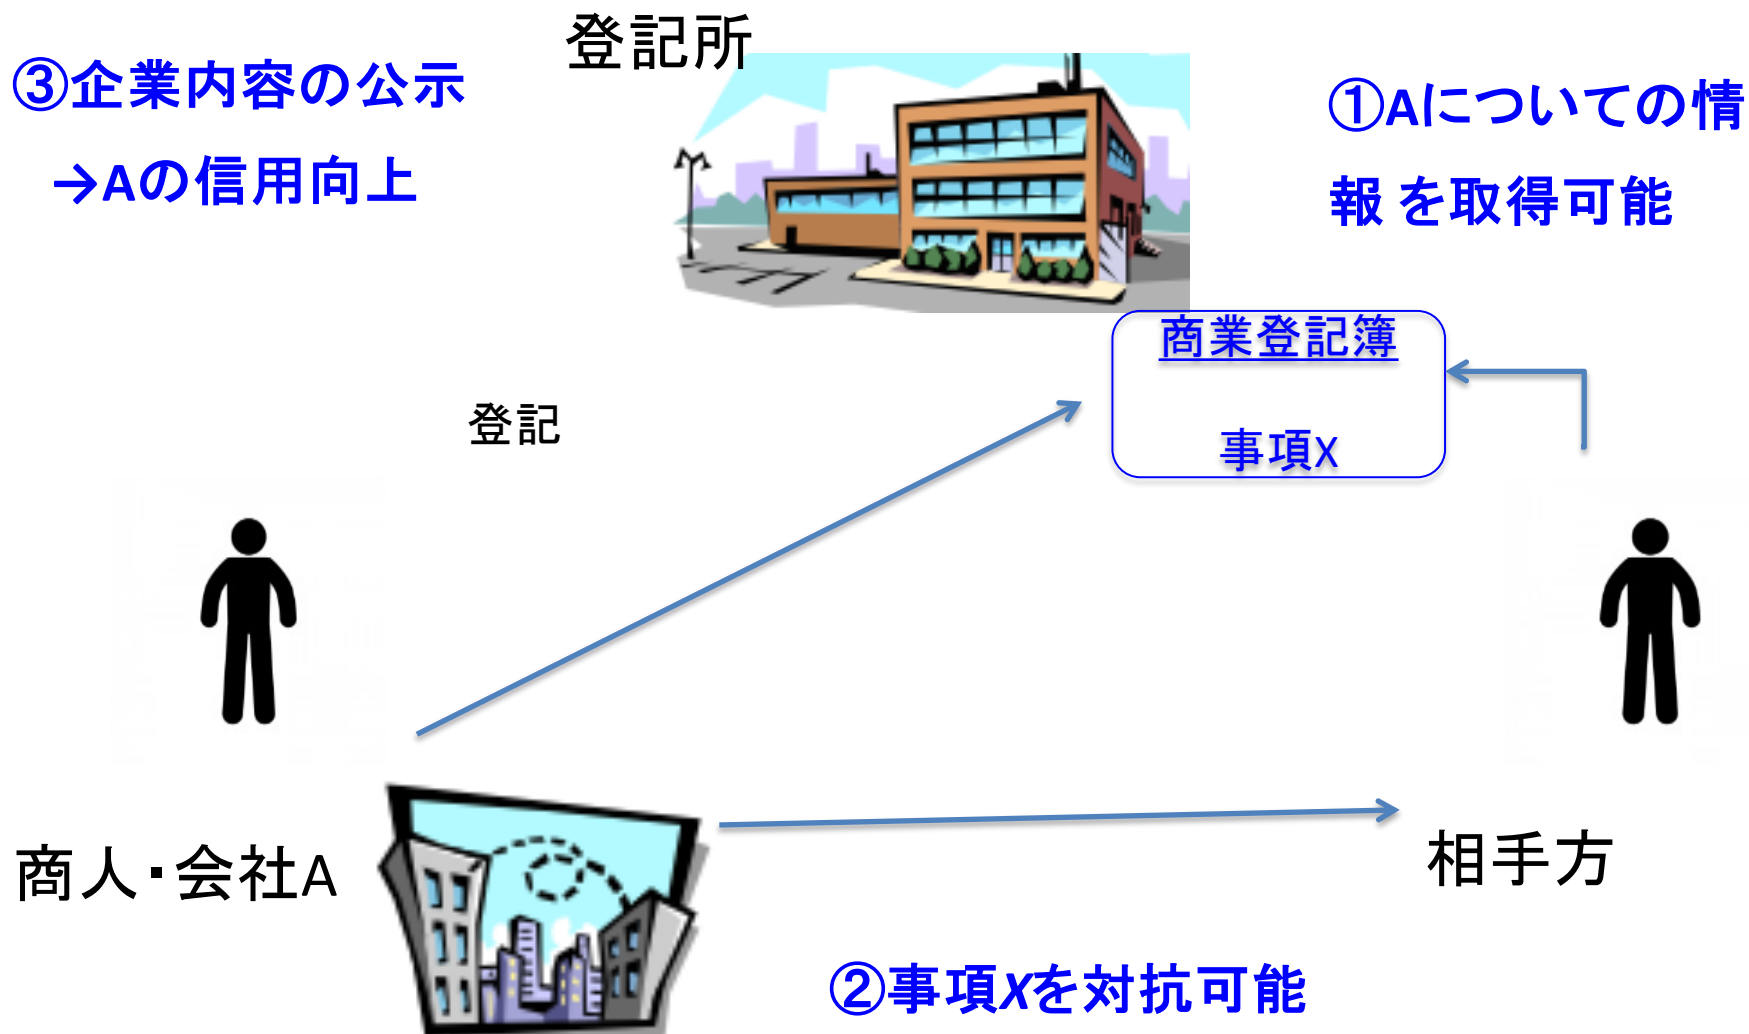 登記所
③企業内容の公示
→Aの信用向上
①Aについての情
報 を取得可能
商業登記簿
事項X
登記
商人・会社A
相手方
②事項Xを対抗可能